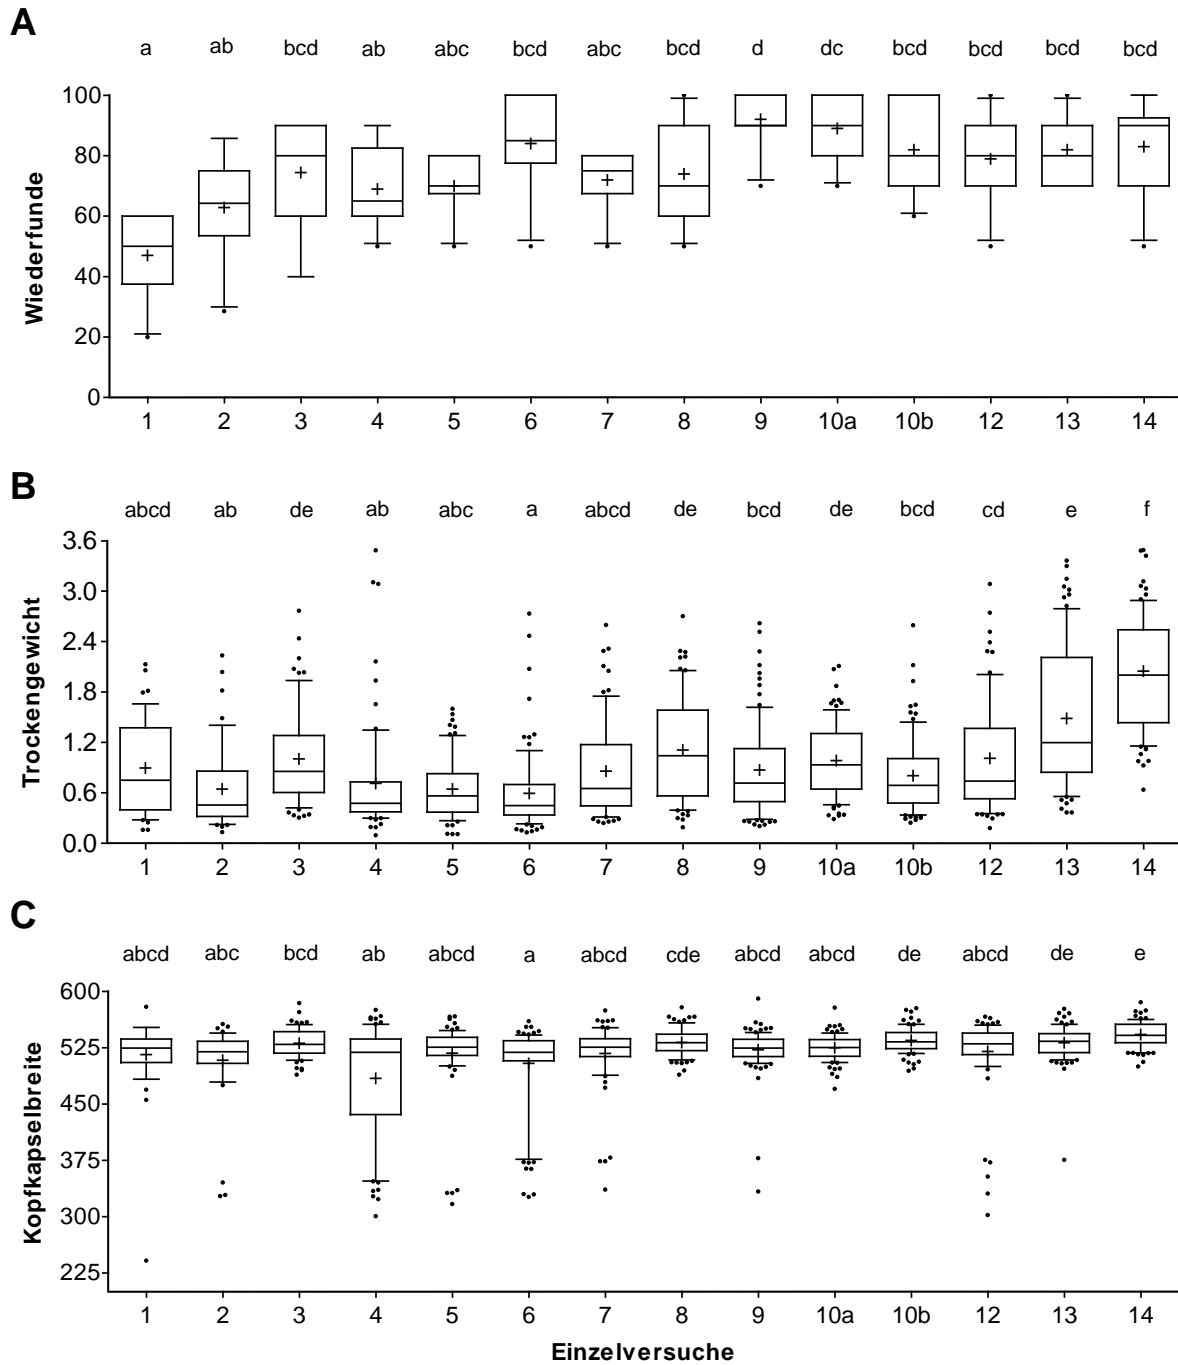 A
a ab bcd ab abc bcd abc bcd d dc bcd bcd bcd bcd
Wiederfunde
100
80
60
40
20
0
1 2 3 4 5 6 7 8 9 10a 10b 12 13 14
B
abcd ab de ab abc a abcd de bcd de bcd cd e f
Trockengewicht
3.6
3.0
2.4
1.8
1.2
0.6
0.0
1 2 3 4 5 6 7 8 9 10a 10b 12 13 14
C
abcd abc bcd ab abcd a abcd cde abcd abcd de abcd de e
Kopfkapselbreite
600
525
450
375
300
225
1 2 3 4 5 6 7 8 9 10a 10b 12 13 14
Einzelversuche